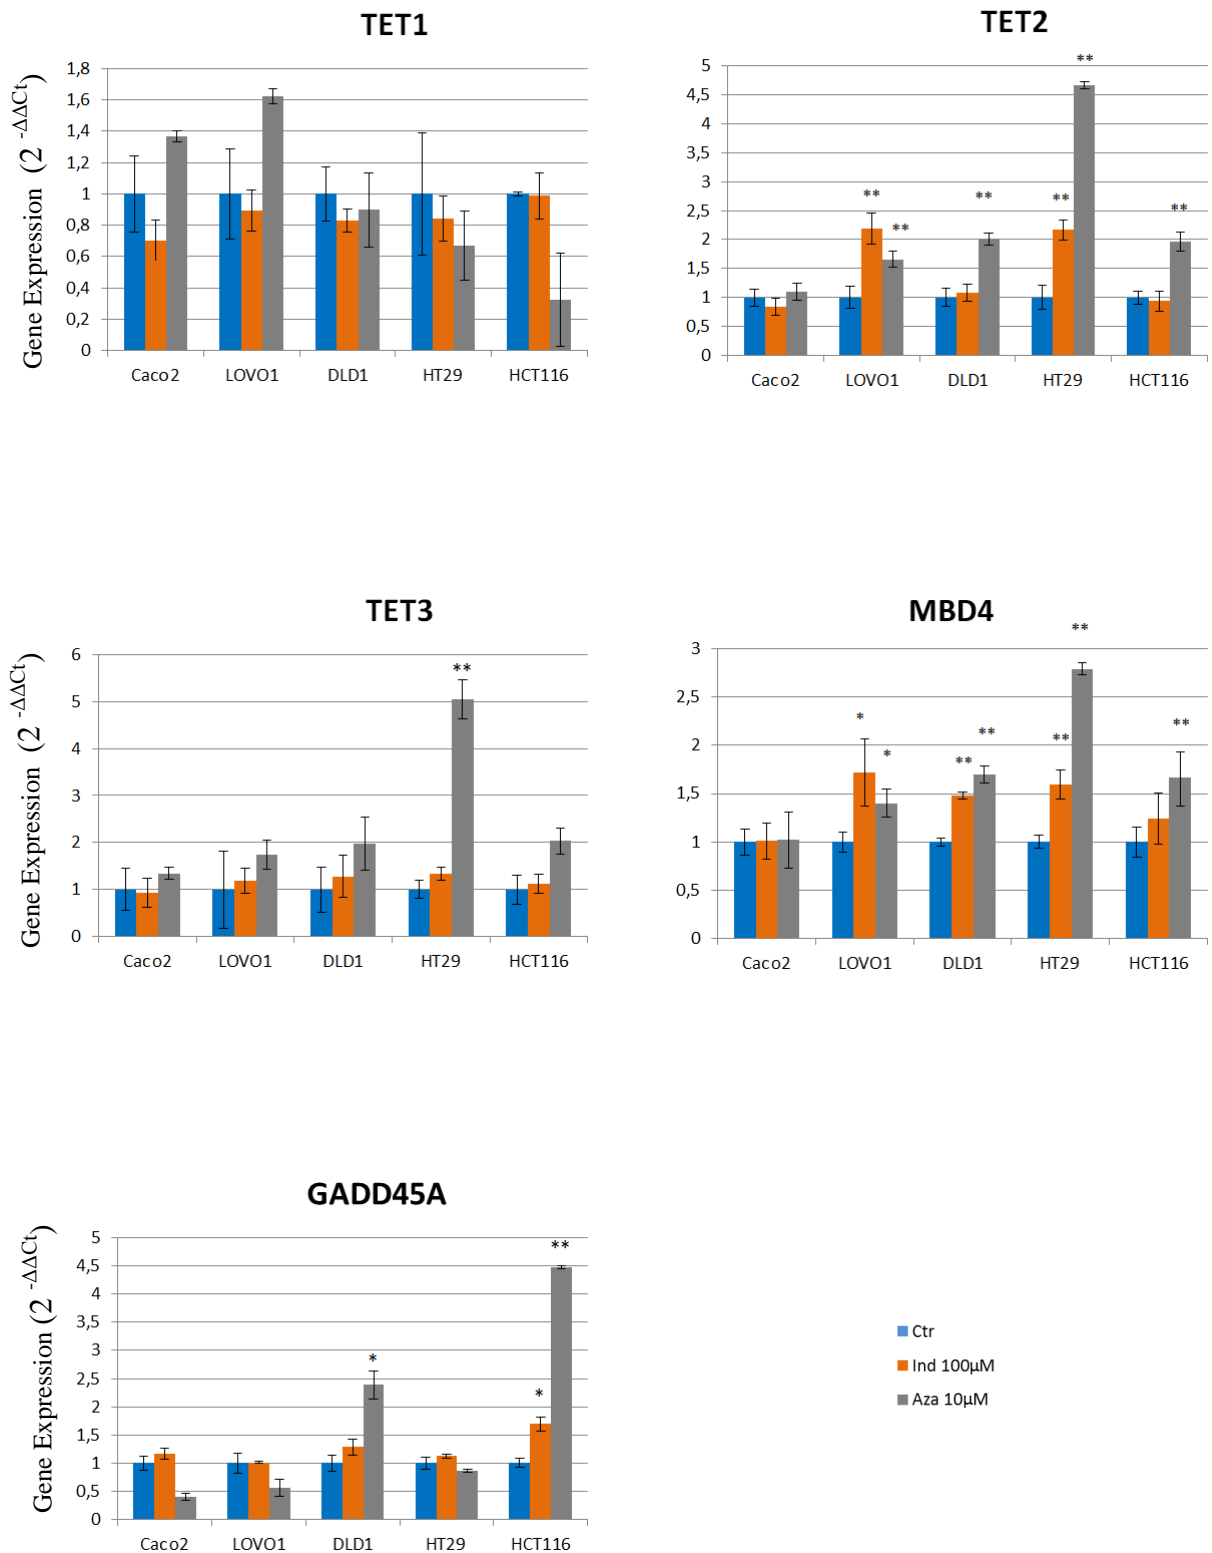 TET1
Gene Expression (2 -ΔΔCt)
1,8
1,6
1,4
1,2
1
0,8
0,6
0,4
0,2
0
Caco2 LOVO1 DLD1 HT29 HCT116
TET2
5
4,5
4
3,5
3
2,5
2
1,5
1
0,5
0
** ** ** ** ** **
Caco2 LOVO1 DLD1 HT29 HCT116
TET3
Gene Expression (2 -ΔΔCt)
6
5
4
3
2
1
0
**
Caco2 LOVO1 DLD1 HT29 HCT116
MBD4
3
2,5
2
1,5
1
0,5
0
* * ** ** ** ** **
Caco2 LOVO1 DLD1 HT29 HCT116
GADD45A
Gene Expression (2 -ΔΔCt)
5
4,5
4
3,5
3
2,5
2
1,5
1
0,5
0
* * **
Caco2 LOVO1 DLD1 HT29 HCT116
Ctr
Ind 100μM
Aza 10μM